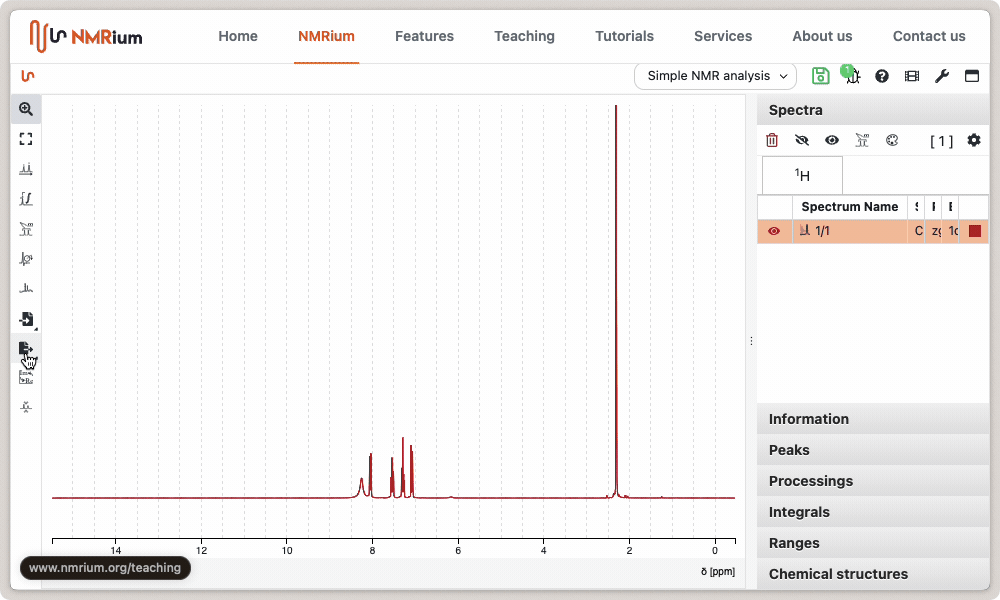 NMRium
Home
NMRium
Features
Teaching
Tutorials
Services
About us
Contact us
Simple NMR analysis
1
Spectra
[ 1 ]
1H
Spectrum Name
1/1
C
zg
Information
Peaks
Processings
Integrals
Ranges
Chemical structures
14 12 10 8 6 4 2 0
δ [ppm]
www.nmrium.org/teaching